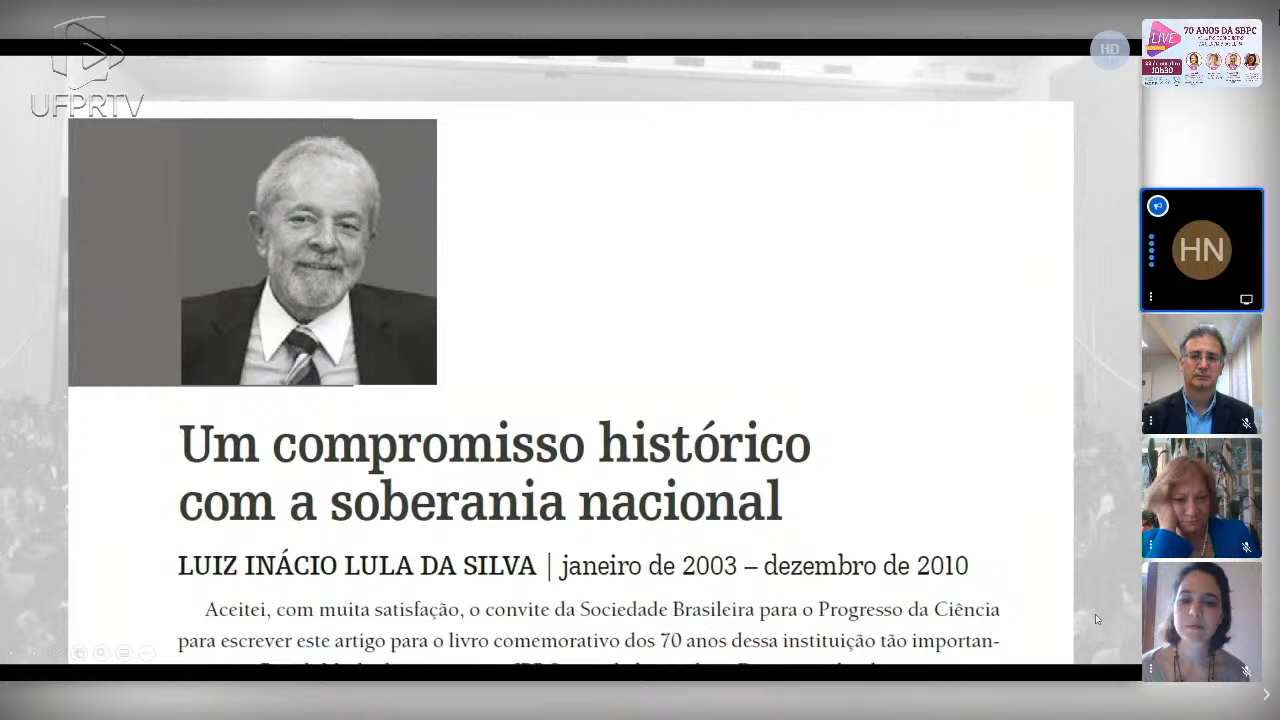 UFPRTV
HD
LIVE
70 ANOS DA SBPC
10h30
HN
Um compromisso histórico
com a soberania nacional
LUIZ INÁCIO LULA DA SILVA | janeiro de 2003 – dezembro de 2010
Aceitei, com muita satisfação, o convite da Sociedade Brasileira para o Progresso da Ciência
para escrever este artigo para o livro comemorativo dos 70 anos dessa instituição tão importan-